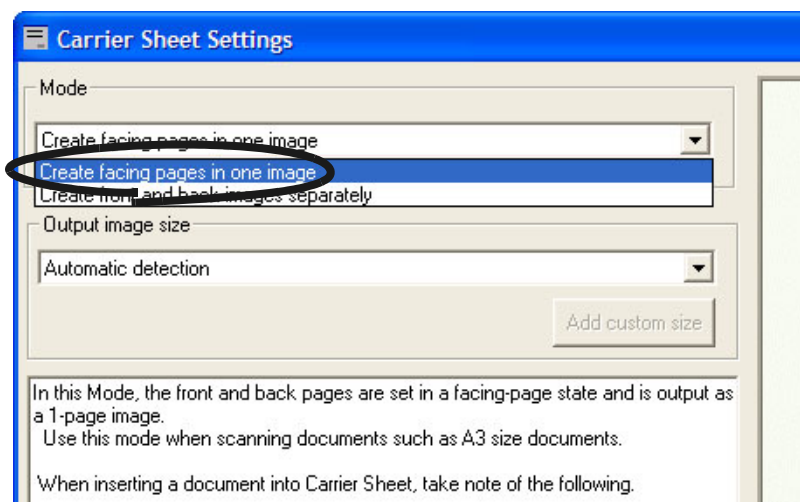 Carrier Sheet Settings
Mode
Create facing pages in one image
Create facing pages in one image
Create front and back images separately
Output image size
Automatic detection
Add custom size
In this Mode, the front and back pages are set in a facing-page state and is output as
a 1-page image.
Use this mode when scanning documents such as A3 size documents.
When inserting a document into Carrier Sheet, take note of the following.